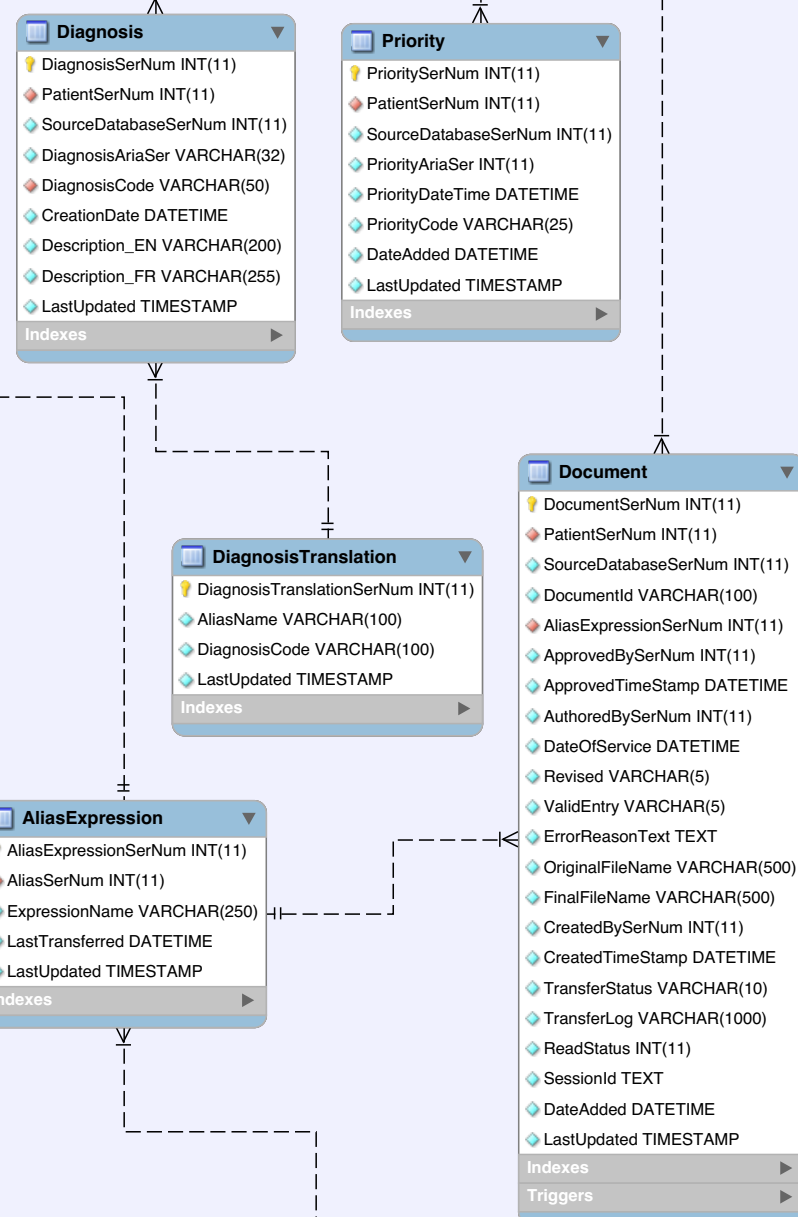 Diagnosis
DiagnosisSerNum INT(11)
PatientSerNum INT(11)
SourceDatabaseSerNum INT(11)
DiagnosisAriaSer VARCHAR(32)
DiagnosisCode VARCHAR(50)
CreationDate DATETIME
Description_EN VARCHAR(200)
Description_FR VARCHAR(255)
LastUpdated TIMESTAMP
Indexes
Priority
PrioritySerNum INT(11)
PatientSerNum INT(11)
SourceDatabaseSerNum INT(11)
PriorityAriaSer INT(11)
PriorityDateTime DATETIME
PriorityCode VARCHAR(25)
DateAdded DATETIME
LastUpdated TIMESTAMP
Indexes
DiagnosisTranslation
DiagnosisTranslationSerNum INT(11)
AliasName VARCHAR(100)
DiagnosisCode VARCHAR(100)
LastUpdated TIMESTAMP
Indexes
Document
DocumentSerNum INT(11)
PatientSerNum INT(11)
SourceDatabaseSerNum INT(11)
DocumentId VARCHAR(100)
AliasExpressionSerNum INT(11)
ApprovedBySerNum INT(11)
ApprovedTimeStamp DATETIME
AuthoredBySerNum INT(11)
DateOfService DATETIME
Revised VARCHAR(5)
ValidEntry VARCHAR(5)
ErrorReasonText TEXT
OriginalFileName VARCHAR(500)
FinalFileName VARCHAR(500)
CreatedBySerNum INT(11)
CreatedTimeStamp DATETIME
TransferStatus VARCHAR(10)
TransferLog VARCHAR(1000)
ReadStatus INT(11)
SessionId TEXT
DateAdded DATETIME
LastUpdated TIMESTAMP
Indexes
Triggers
AliasExpression
AliasExpressionSerNum INT(11)
AliasSerNum INT(11)
ExpressionName VARCHAR(250)
LastTransferred DATETIME
LastUpdated TIMESTAMP
ndexes